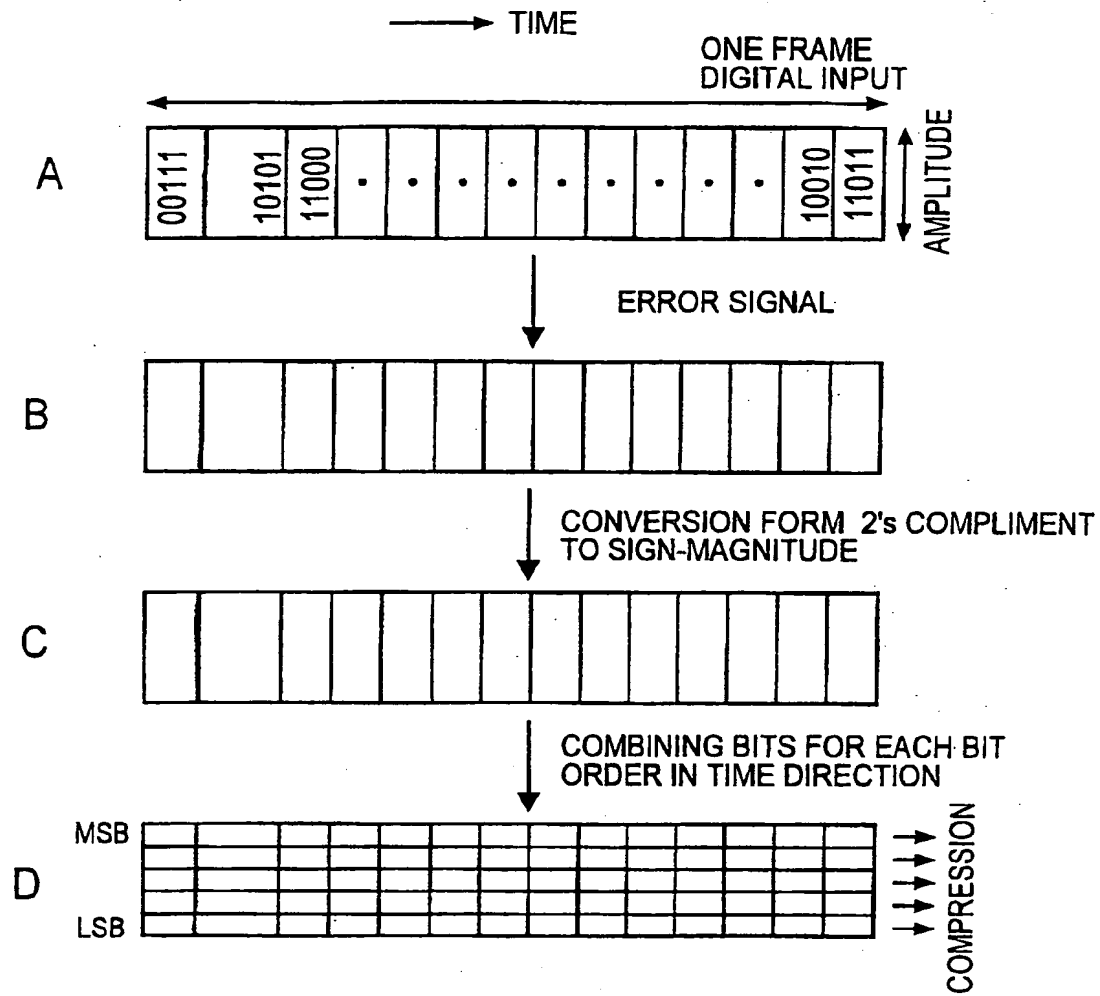 TIME
ONE FRAME
DIGITAL INPUT
A
00111
10101
11000
10010
11011
AMPLITUDE
ERROR SIGNAL
B
CONVERSION FORM 2's COMPLIMENT
TO SIGN-MAGNITUDE
C
COMBINING BITS FOR EACH BIT
ORDER IN TIME DIRECTION
MSB
D
LSB
COMPRESSION